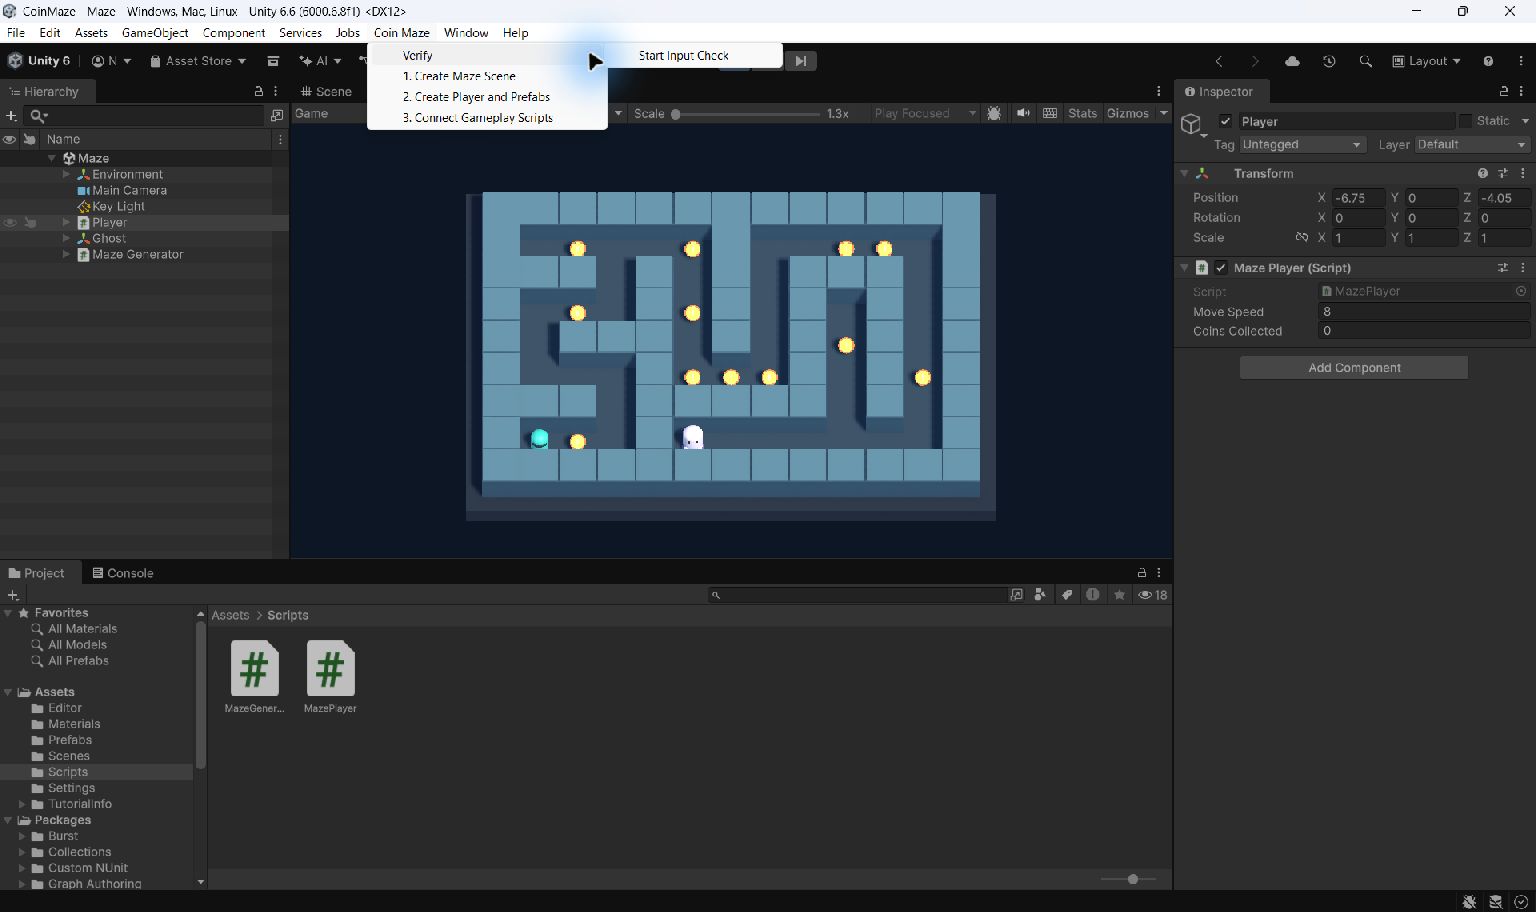 CoinMaze - Maze - Windows, Mac, Linux - Unity 6.6 (6000.6.8f1) <DX12>
File Edit Assets GameObject Component Services Jobs Coin Maze Window Help
Unity 6 N Asset Store AI Layout
Verify
Start Input Check
1. Create Maze Scene
2. Create Player and Prefabs
3. Connect Gameplay Scripts
Hierarchy
Name
Maze
Environment
Main Camera
Key Light
Player
Ghost
Maze Generator
Scene
Game Scale 1.3x Play Focused Stats Gizmos
Inspector
Player Static
Tag Untagged Layer Default
Transform
Position X -6.75 Y 0 Z -4.05
Rotation X 0 Y 0 Z 0
Scale X 1 Y 1 Z 1
Maze Player (Script)
Script MazePlayer
Move Speed 8
Coins Collected 0
Add Component
Project Console
18
Favorites
All Materials
All Models
All Prefabs
Assets
Editor
Materials
Prefabs
Scenes
Scripts
Settings
TutorialInfo
Packages
Burst
Collections
Custom NUnit
Graph Authoring
Assets > Scripts
MazeGener... MazePlayer